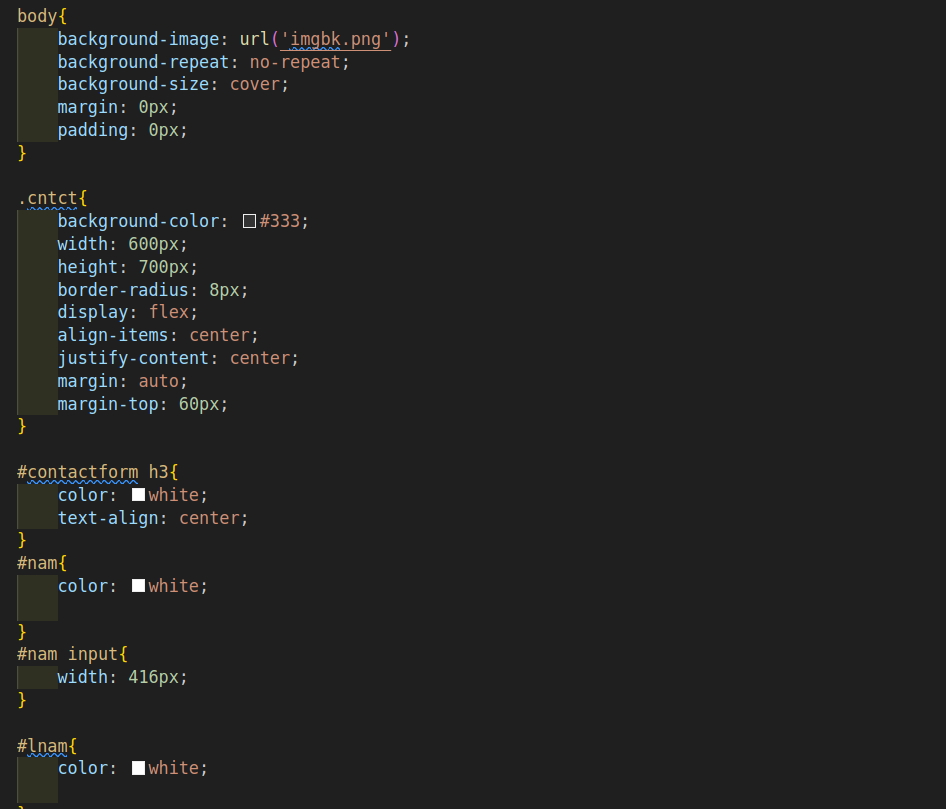 body{
    background-image: url('imgbk.png');
    background-repeat: no-repeat;
    background-size: cover;
    margin: 0px;
    padding: 0px;
}
.cntct{
    background-color: #333;
    width: 600px;
    height: 700px;
    border-radius: 8px;
    display: flex;
    align-items: center;
    justify-content: center;
    margin: auto;
    margin-top: 60px;
}
#contactform h3{
    color: white;
    text-align: center;
}
#nam{
    color: white;
}
#nam input{
    width: 416px;
}
#lnam{
    color: white;
}